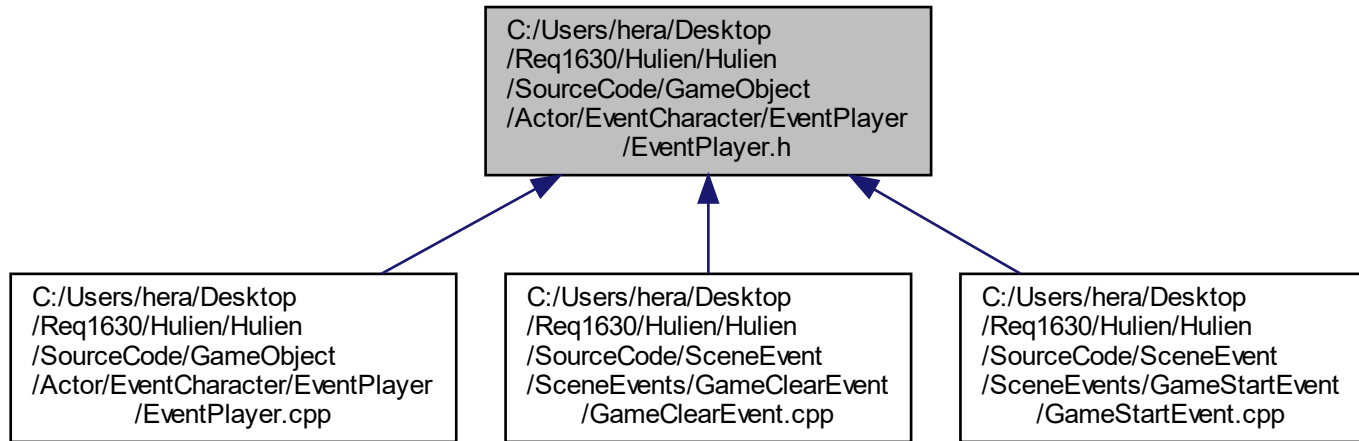 C:/Users/hera/Desktop
/Req1630/Hulien/Hulien
/SourceCode/GameObject
/Actor/EventCharacter/EventPlayer
/EventPlayer.h
C:/Users/hera/Desktop
/Req1630/Hulien/Hulien
/SourceCode/GameObject
/Actor/EventCharacter/EventPlayer
/EventPlayer.cpp
C:/Users/hera/Desktop
/Req1630/Hulien/Hulien
/SourceCode/SceneEvent
/SceneEvents/GameClearEvent
/GameClearEvent.cpp
C:/Users/hera/Desktop
/Req1630/Hulien/Hulien
/SourceCode/SceneEvent
/SceneEvents/GameStartEvent
/GameStartEvent.cpp